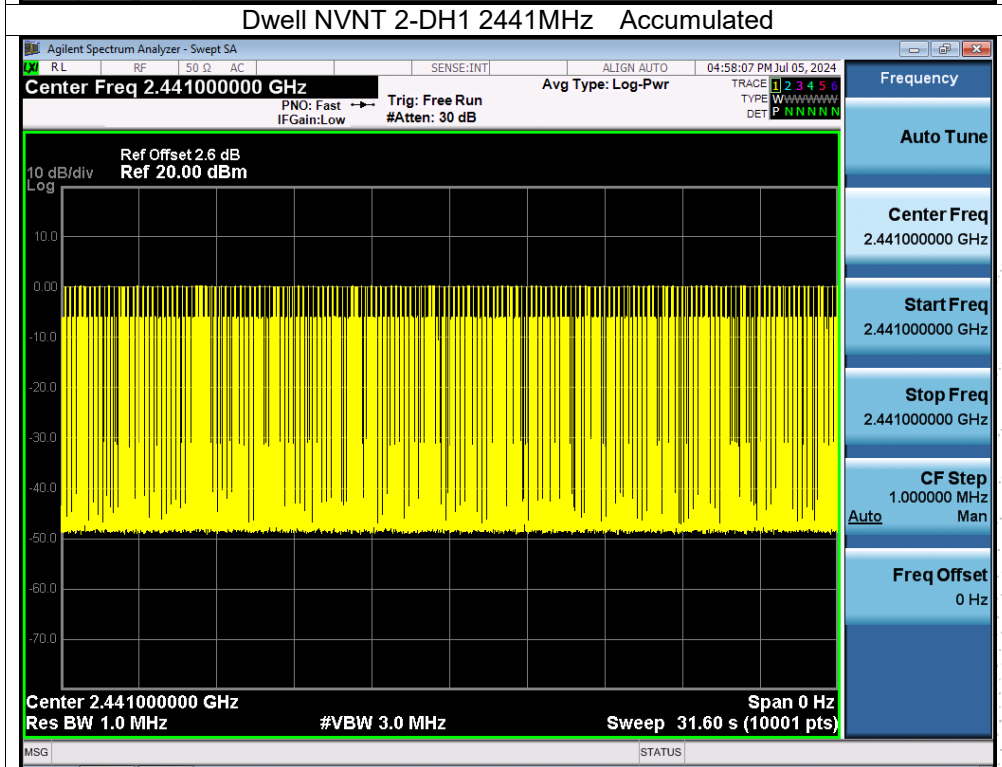 Dwell NVNT 2-DH1 2441MHz Accumulated
Agilent Spectrum Analyzer - Swept SA
LXI RL RF 50 Ω AC SENSE:INT ALIGN AUTO 04:58:07 PM Jul 05, 2024
Center Freq 2.441000000 GHz
PNO: Fast
IFGain:Low
Trig: Free Run
#Atten: 30 dB
Avg Type: Log-Pwr
TRACE 1 2 3 4 5 6
TYPE WWWWWWW
DET P N N N N N
Ref Offset 2.6 dB
10 dB/div Ref 20.00 dBm
Log
10.0
0.00
-10.0
-20.0
-30.0
-40.0
-50.0
-60.0
-70.0
Center 2.441000000 GHz Span 0 Hz
Res BW 1.0 MHz #VBW 3.0 MHz Sweep 31.60 s (10001 pts)
MSG STATUS
Frequency
Auto Tune
Center Freq
2.441000000 GHz
Start Freq
2.441000000 GHz
Stop Freq
2.441000000 GHz
CF Step
1.000000 MHz
Auto Man
Freq Offset
0 Hz